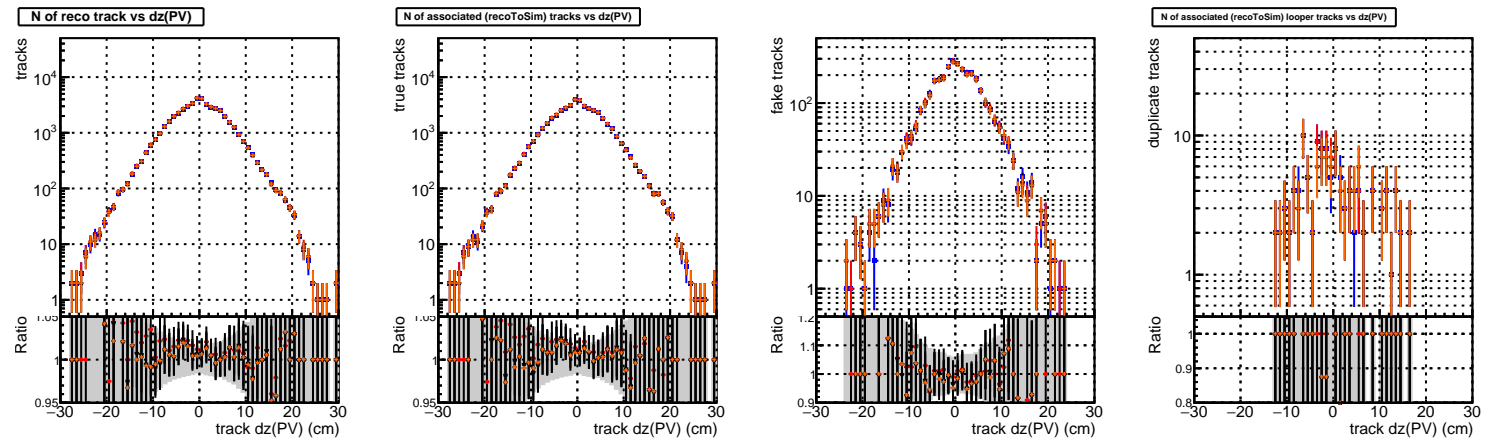 N of reco track vs dz(PV)
tracks
10⁴
10³
10²
10
1
Ratio
1.05
1
0.95
−30 −20 −10 0 10 20 30
track dz(PV) (cm)
N of associated (recoToSim) tracks vs dz(PV)
true tracks
10⁴
10³
10²
10
1
Ratio
1.05
1
0.95
−30 −20 −10 0 10 20 30
track dz(PV) (cm)
fake tracks
10²
10
1
Ratio
1.2
1.1
1
0.9
−30 −20 −10 0 10 20 30
track dz(PV) (cm)
N of associated (recoToSim) looper tracks vs dz(PV)
duplicate tracks
10
1
Ratio
1
0.9
0.8
−30 −20 −10 0 10 20 30
track dz(PV) (cm)